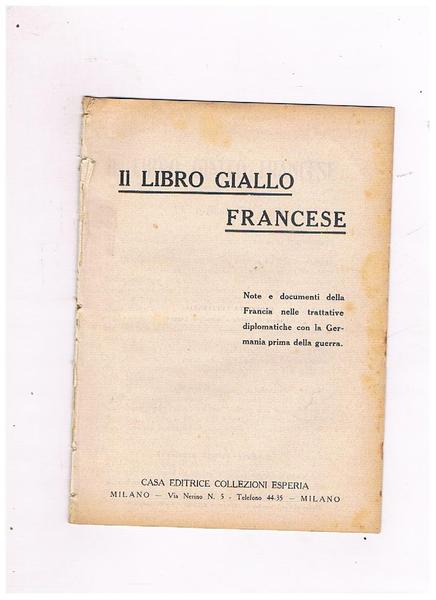 Il LIBRO GIALLO
FRANCESE
Note e documenti della
Francia nelle trattative
diplomatiche con la Ger-
mania prima della guerra.
CASA EDITRICE COLLEZIONI ESPERIA
MILANO — Via Nerino N. 5 - Telefono 44-35 — MILANO